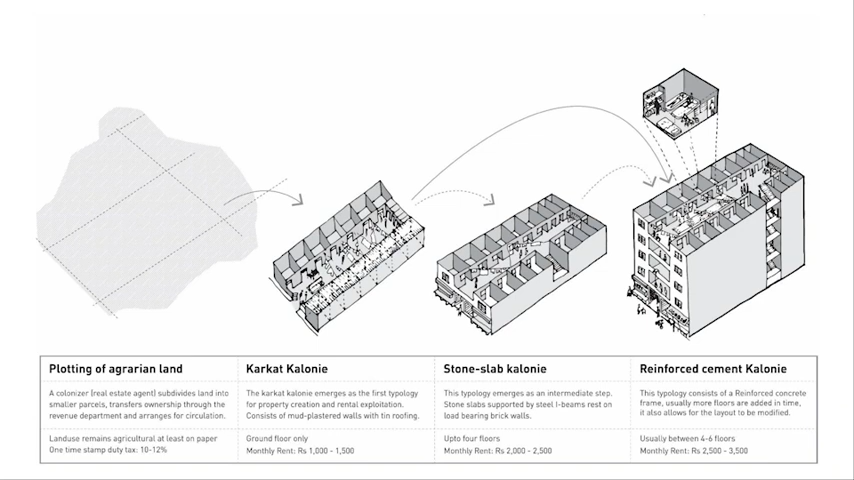 Plotting of agrarian land
A colonizer (real estate agent) subdivides land into
smaller parcels, transfers ownership through the
revenue department and arranges for circulation.
Landuse remains agricultural at least on paper
One time stamp duty tax: 10-12%
Karkat Kalonie
The karkat kalonie emerges as the first typology
for property creation and rental exploitation.
Consists of mud-plastered walls with tin roofing.
Ground floor only
Monthly Rent: Rs 1,000 - 1,500
Stone-slab kalonie
This typology emerges as an intermediate step.
Stone slabs supported by steel I-beams rest on
load bearing brick walls.
Upto four floors
Monthly Rent: Rs 2,000 - 2,500
Reinforced cement Kalonie
This typology consists of a Reinforced concrete
frame, usually more floors are added in time,
it also allows for the layout to be modified.
Usually between 4-6 floors
Monthly Rent: Rs 2,500 - 3,500